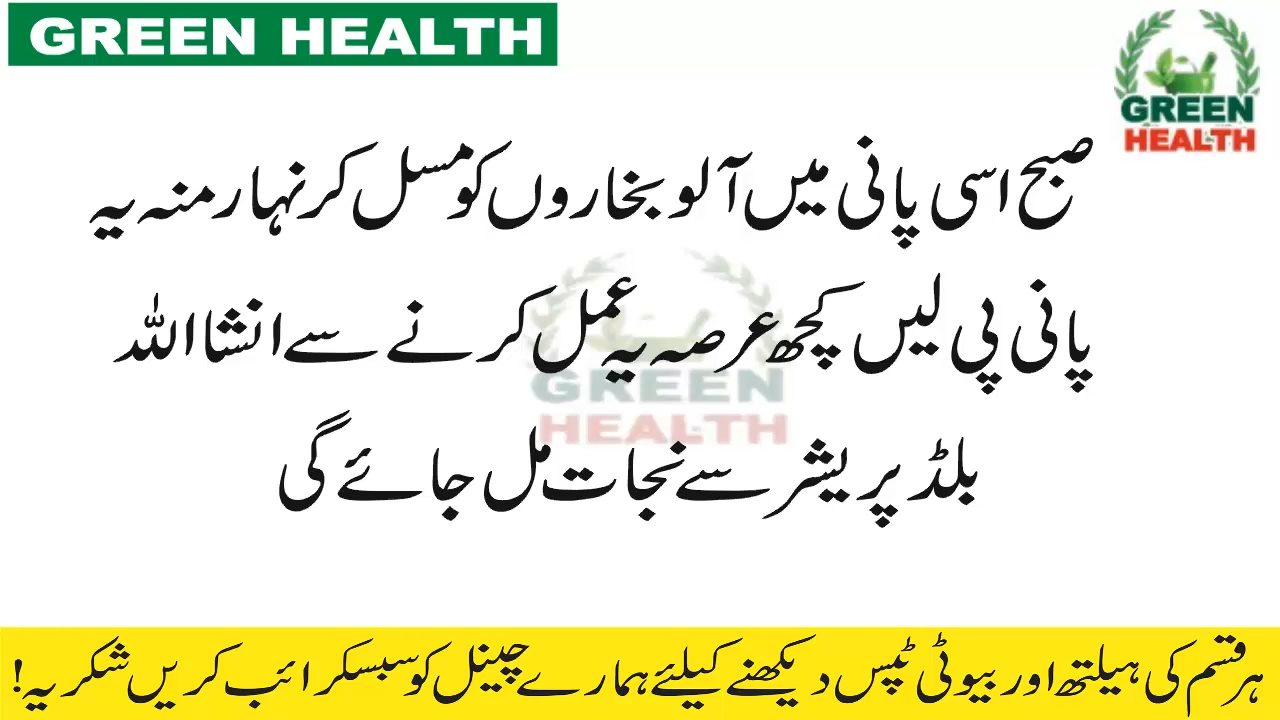 GREEN HEALTH
GREEN
HEALTH
صبح اسی پانی میں آلو بخاروں کو مسل کر نہار منہ یہ
پانی پی لیں کچھ عرصہ یہ عمل کرنے سے انشا اللہ
GREEN
HEALTH
بلڈ پریشر سے نجات مل جائے گی
ہر قسم کی ہیلتھ اور بیوٹی ٹپس دیکھنے کیلئے ہمارے چینل کو سبسکرائب کریں شکریہ!